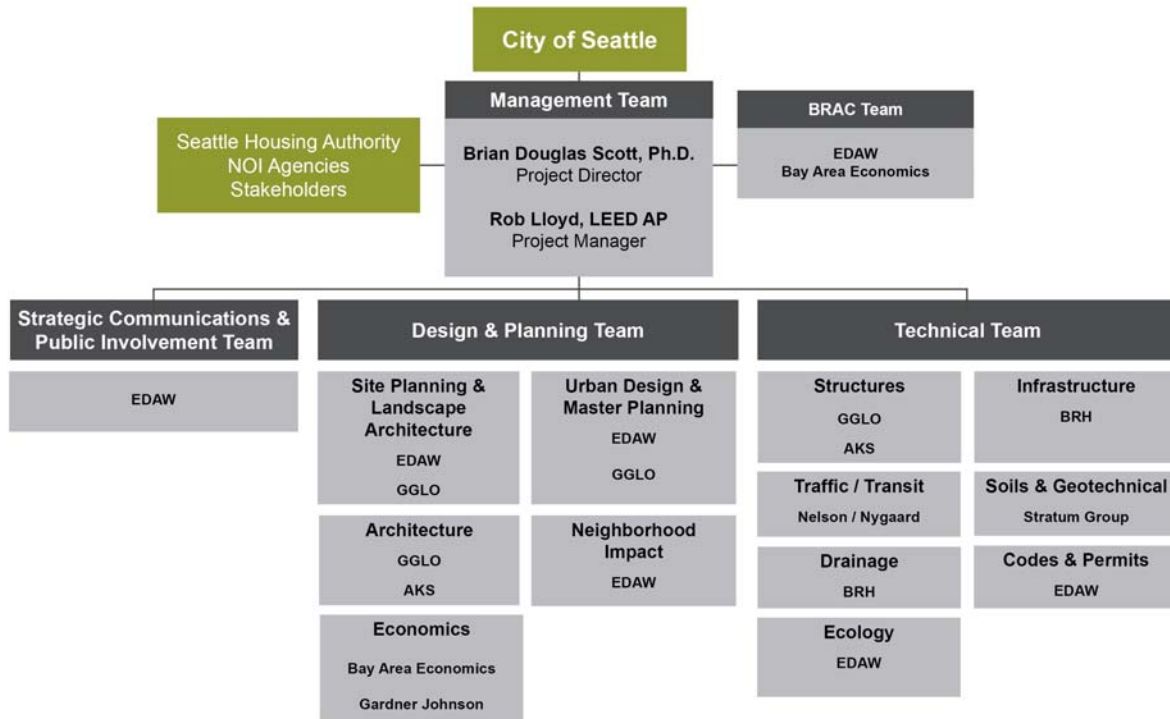 City of Seattle
Management Team
Brian Douglas Scott, Ph.D.
Project Director
Rob Lloyd, LEED AP
Project Manager
Seattle Housing Authority
NOI Agencies
Stakeholders
BRAC Team
EDAW
Bay Area Economics
Strategic Communications &
Public Involvement Team
EDAW
Design & Planning Team
Site Planning &
Landscape
Architecture
EDAW
GGLO
Urban Design &
Master Planning
EDAW
GGLO
Architecture
GGLO
AKS
Neighborhood
Impact
EDAW
Economics
Bay Area Economics
Gardner Johnson
Technical Team
Structures
GGLO
AKS
Infrastructure
BRH
Traffic / Transit
Nelson / Nygaard
Soils & Geotechnical
Stratum Group
Drainage
BRH
Codes & Permits
EDAW
Ecology
EDAW